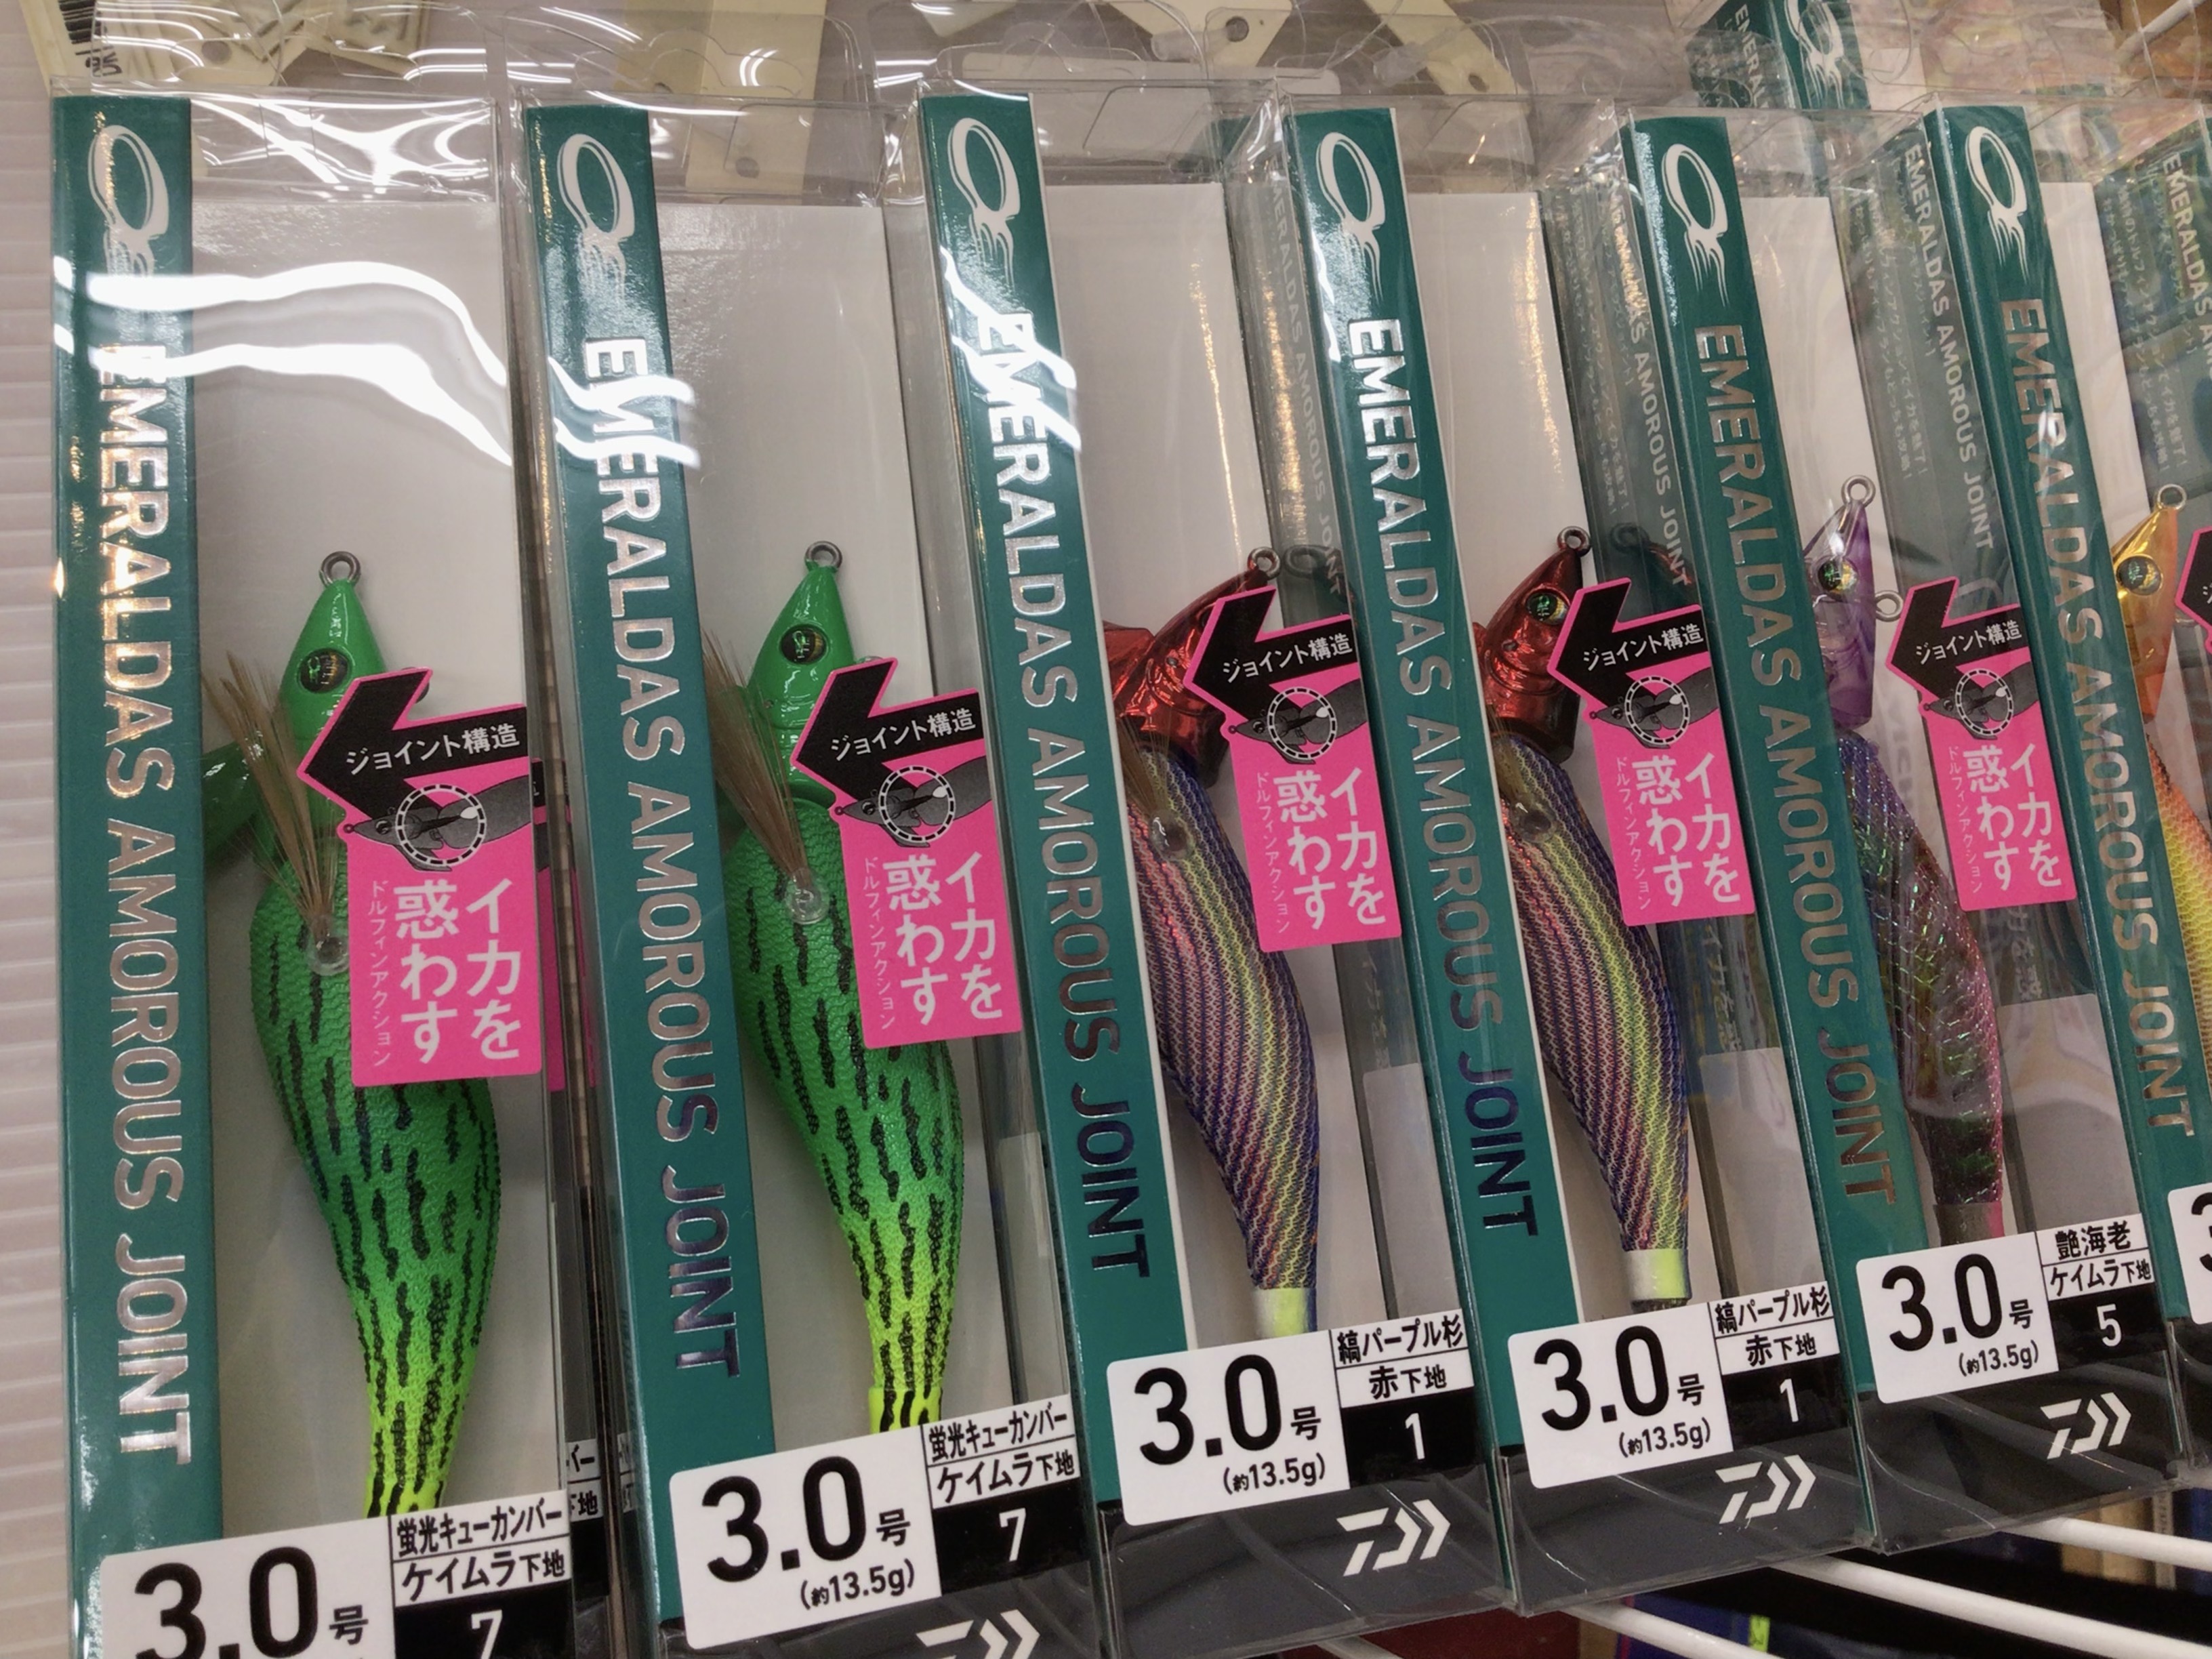 EMERALDAS AMOROUS JOINT
ジョイント構造
イカを
惑わす
ドルフィンアクション
3.0号
蛍光キューカンバー
ケイムラ下地
7
EMERALDAS AMOROUS JOINT
ジョイント構造
イカを
惑わす
ドルフィンアクション
3.0号
(約13.5g)
蛍光キューカンバー
ケイムラ下地
7
EMERALDAS AMOROUS JOINT
ジョイント構造
イカを
惑わす
ドルフィンアクション
3.0号
(約13.5g)
縞パープル杉
赤下地
1
EMERALDAS AMOROUS JOINT
ジョイント構造
イカを
惑わす
ドルフィンアクション
3.0号
(約13.5g)
縞パープル杉
赤下地
1
EMERALDAS AMOROUS JOINT
ジョイント構造
イカを
惑わす
ドルフィンアクション
3.0号
(約13.5g)
艶海老
ケイムラ下地
5
EMERALDAS AMOROUS JOINT
EMERALDAS AMOROUS JOINT